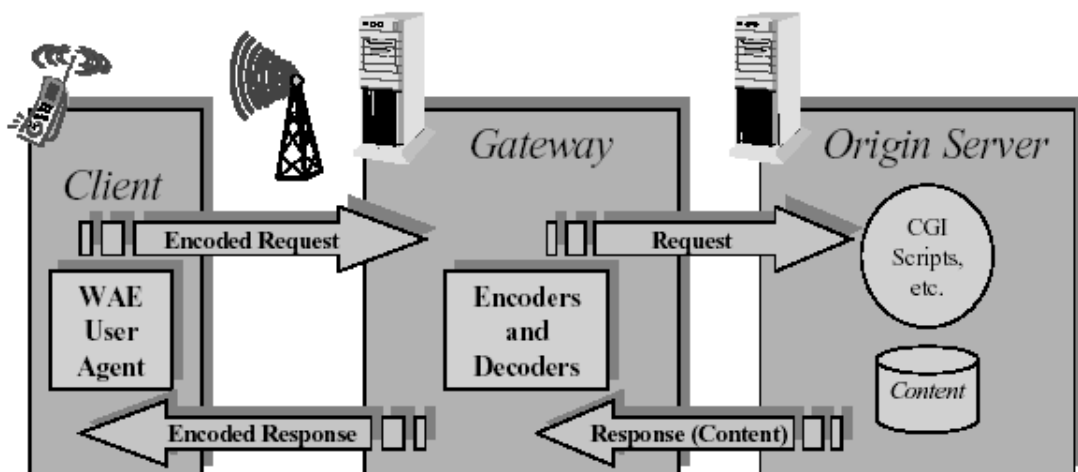 Client
Gateway
Origin Server
Encoded Request
Request
CGI
Scripts,
etc.
WAE
User
Agent
Encoders
and
Decoders
Content
Encoded Response
Response (Content)